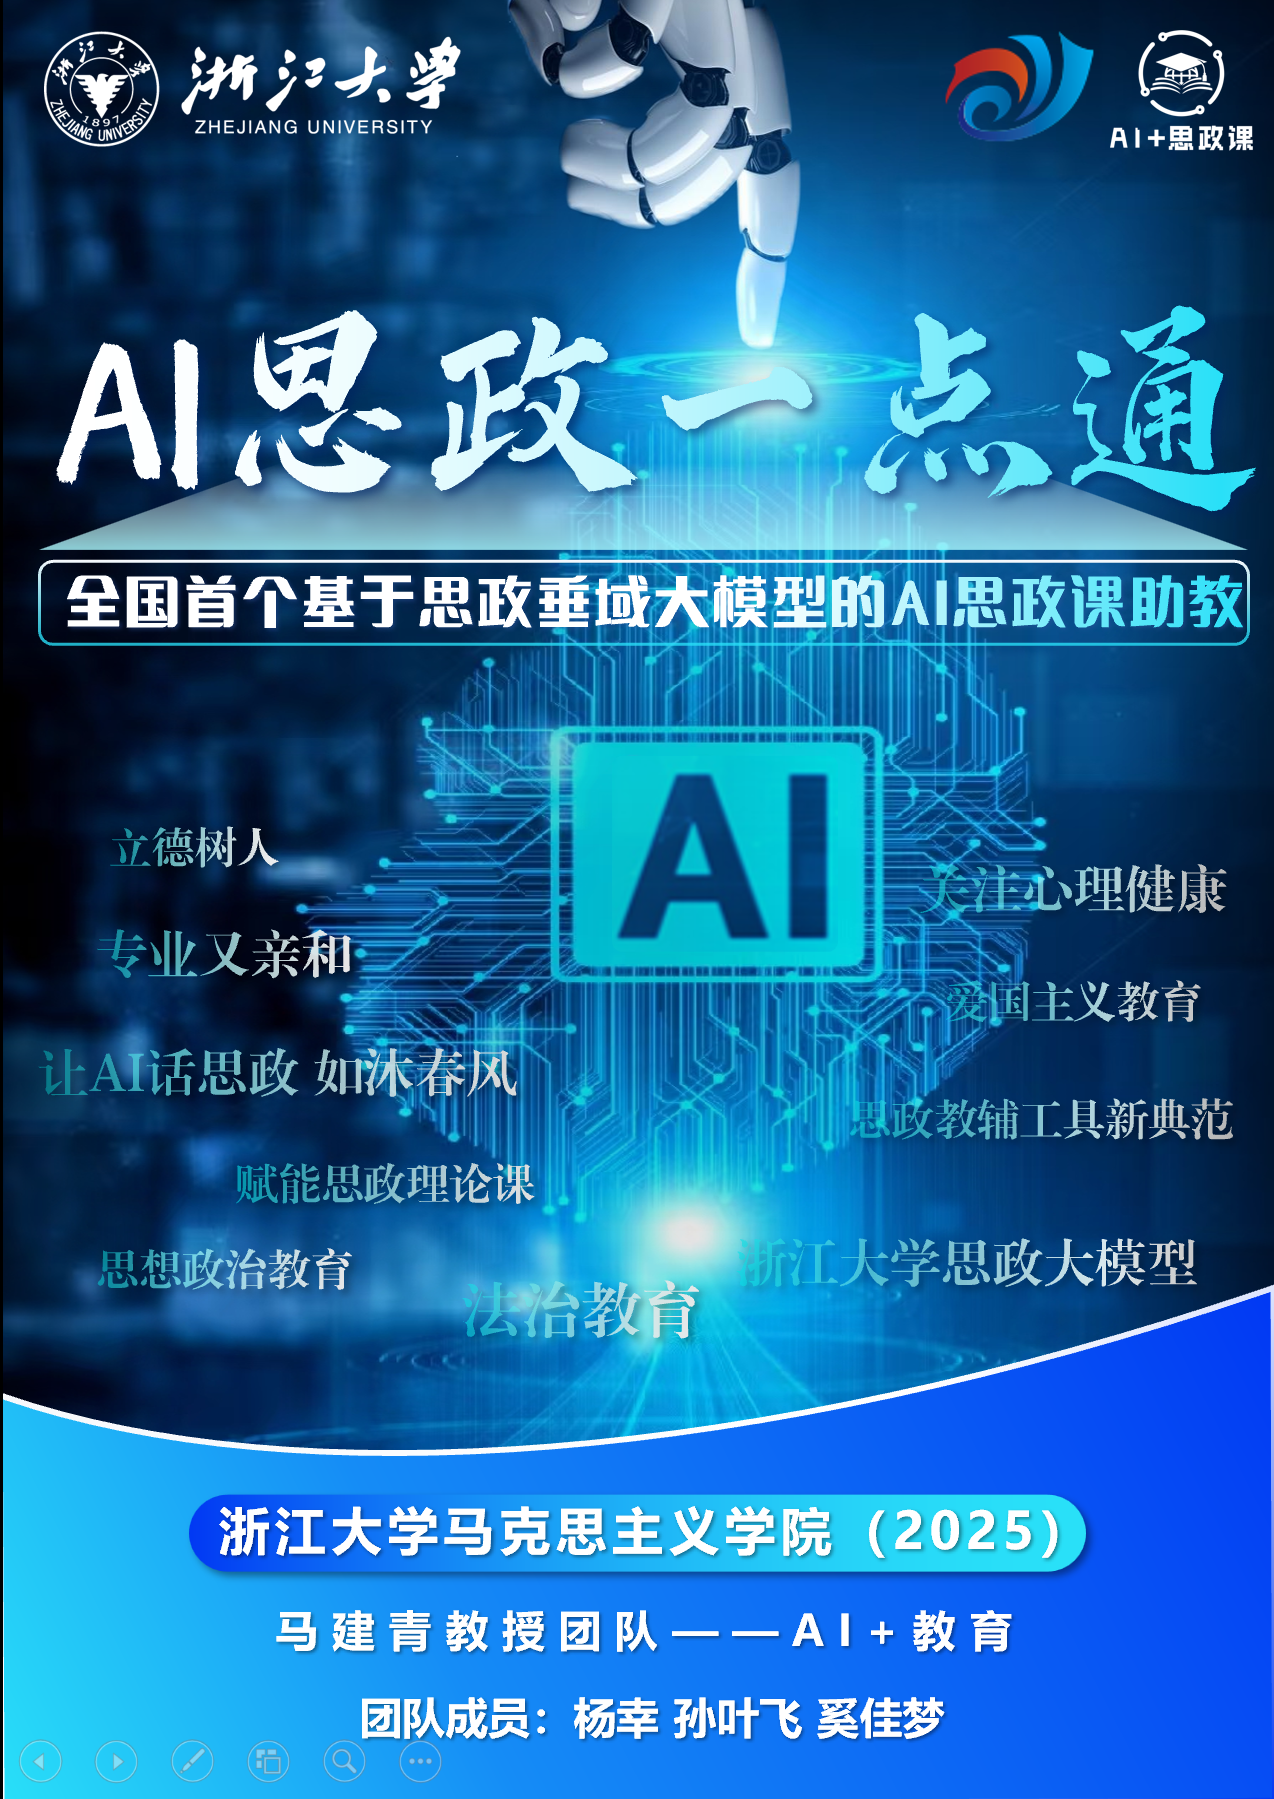 浙江大学
ZHEJIANG UNIVERSITY
浙江大学
ZHEJIANG UNIVERSITY
1897
AI+思政课
AI思政一点通
全国首个基于思政垂域大模型的AI思政课助教
AI
立德树人
关注心理健康
专业又亲和
爱国主义教育
让AI话思政 如沐春风
思政教辅工具新典范
赋能思政理论课
浙江大学思政大模型
思想政治教育
法治教育
浙江大学马克思主义学院（2025）
马建青教授团队——AI+教育
团队成员：杨幸 孙叶飞 奚佳梦